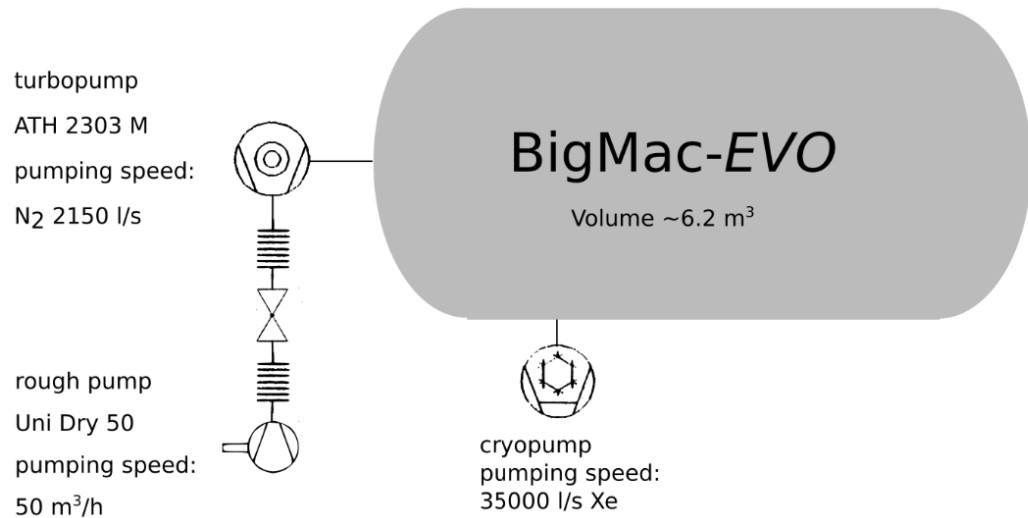 turbopump
ATH 2303 M
pumping speed:
N₂ 2150 l/s
BigMac-EVO
Volume ~6.2 m³
rough pump
Uni Dry 50
pumping speed:
50 m³/h
cryopump
pumping speed:
35000 l/s Xe